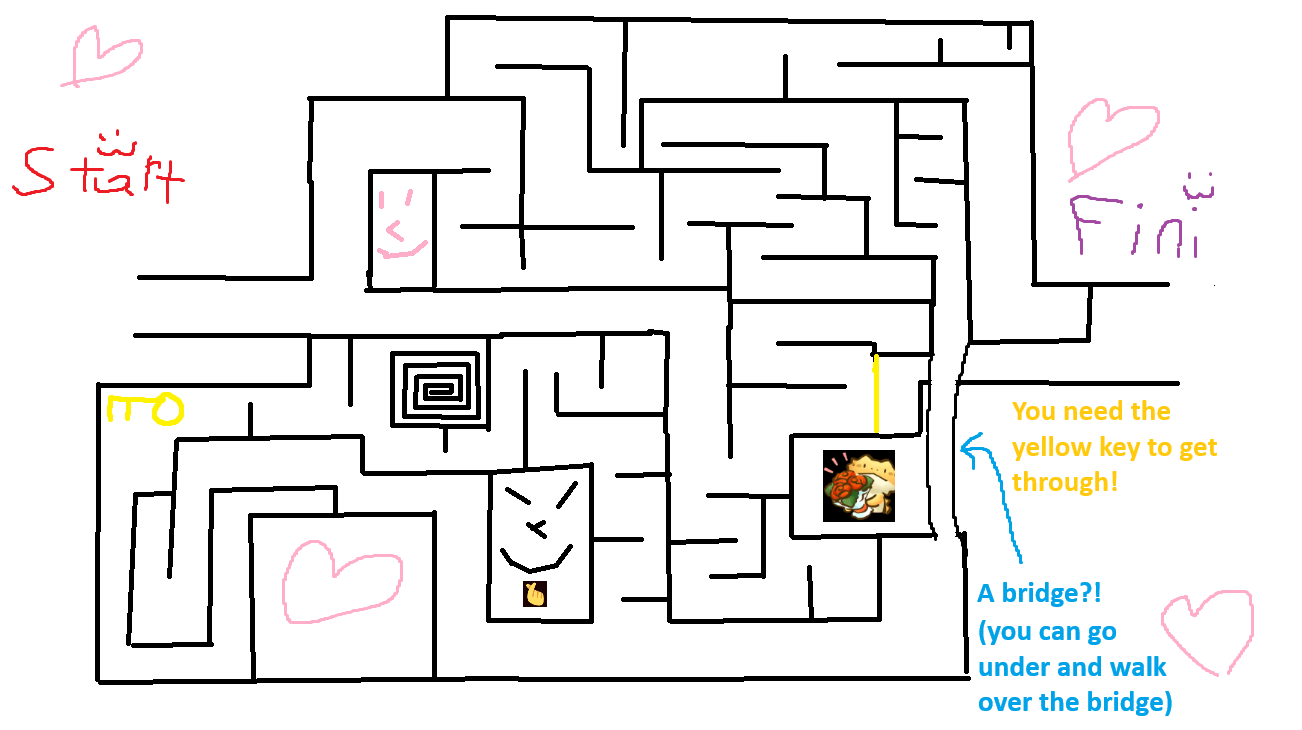 Start
Fini
You need the
yellow key to get
through!
A bridge?!
(you can go
under and walk
over the bridge)